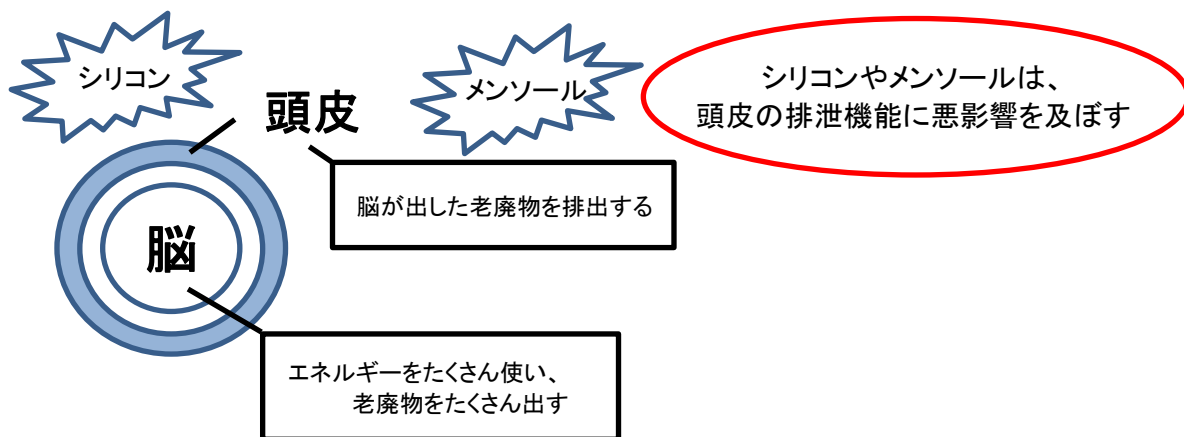 シリコン
メンソール
シリコンやメンソールは、
頭皮の排泄機能に悪影響を及ぼす
頭皮
脳が出した老廃物を排出する
脳
エネルギーをたくさん使い、
老廃物をたくさん出す